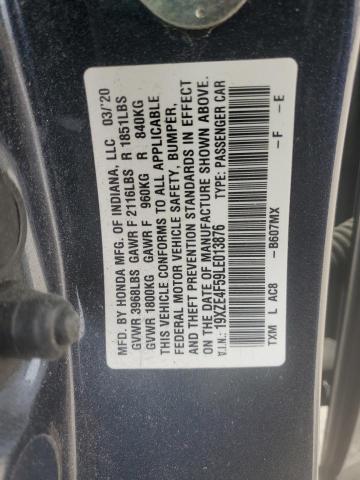 MFD. BY HONDA MFG. OF INDIANA, LLC 03/'20
GVWR 3968LBS GAWR F 2116LBS R 1851LBS
GVWR 1800KG GAWR F 960KG R 840KG
THIS VEHICLE CONFORMS TO ALL APPLICABLE
FEDERAL MOTOR VEHICLE SAFETY, BUMPER,
AND THEFT PREVENTION STANDARDS IN EFFECT
ON THE DATE OF MANUFACTURE SHOWN ABOVE.
V.I.N.: 19XZE4F59LE013876 TYPE: PASSENGER CAR
TXM L AC8 -B607MX -F -E